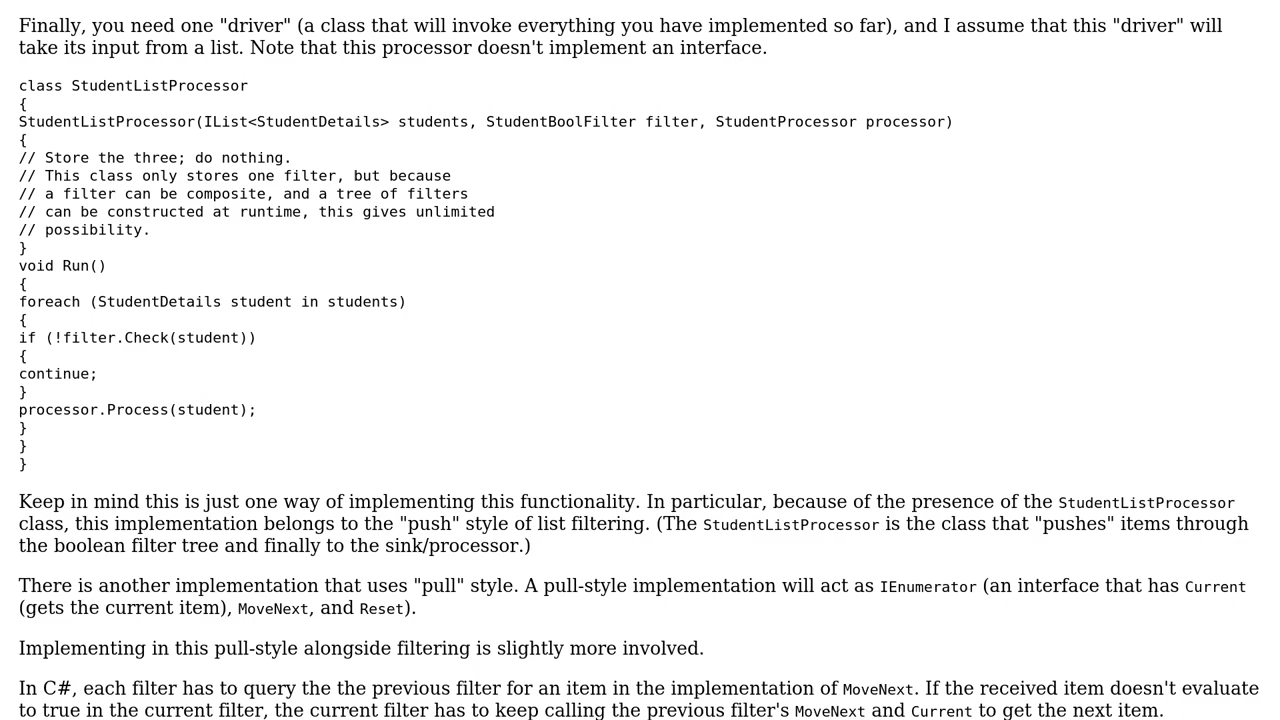 Finally, you need one "driver" (a class that will invoke everything you have implemented so far), and I assume that this "driver" will
take its input from a list. Note that this processor doesn't implement an interface.
class StudentListProcessor
{
StudentListProcessor(IList<StudentDetails> students, StudentBoolFilter filter, StudentProcessor processor)
{
// Store the three; do nothing.
// This class only stores one filter, but because
// a filter can be composite, and a tree of filters
// can be constructed at runtime, this gives unlimited
// possibility.
}
void Run()
{
foreach (StudentDetails student in students)
{
if (!filter.Check(student))
{
continue;
}
processor.Process(student);
}
}
}
Keep in mind this is just one way of implementing this functionality. In particular, because of the presence of the StudentListProcessor
class, this implementation belongs to the "push" style of list filtering. (The StudentListProcessor is the class that "pushes" items through
the boolean filter tree and finally to the sink/processor.)
There is another implementation that uses "pull" style. A pull-style implementation will act as IEnumerator (an interface that has Current
(gets the current item), MoveNext, and Reset).
Implementing in this pull-style alongside filtering is slightly more involved.
In C#, each filter has to query the the previous filter for an item in the implementation of MoveNext. If the received item doesn't evaluate
to true in the current filter, the current filter has to keep calling the previous filter's MoveNext and Current to get the next item.